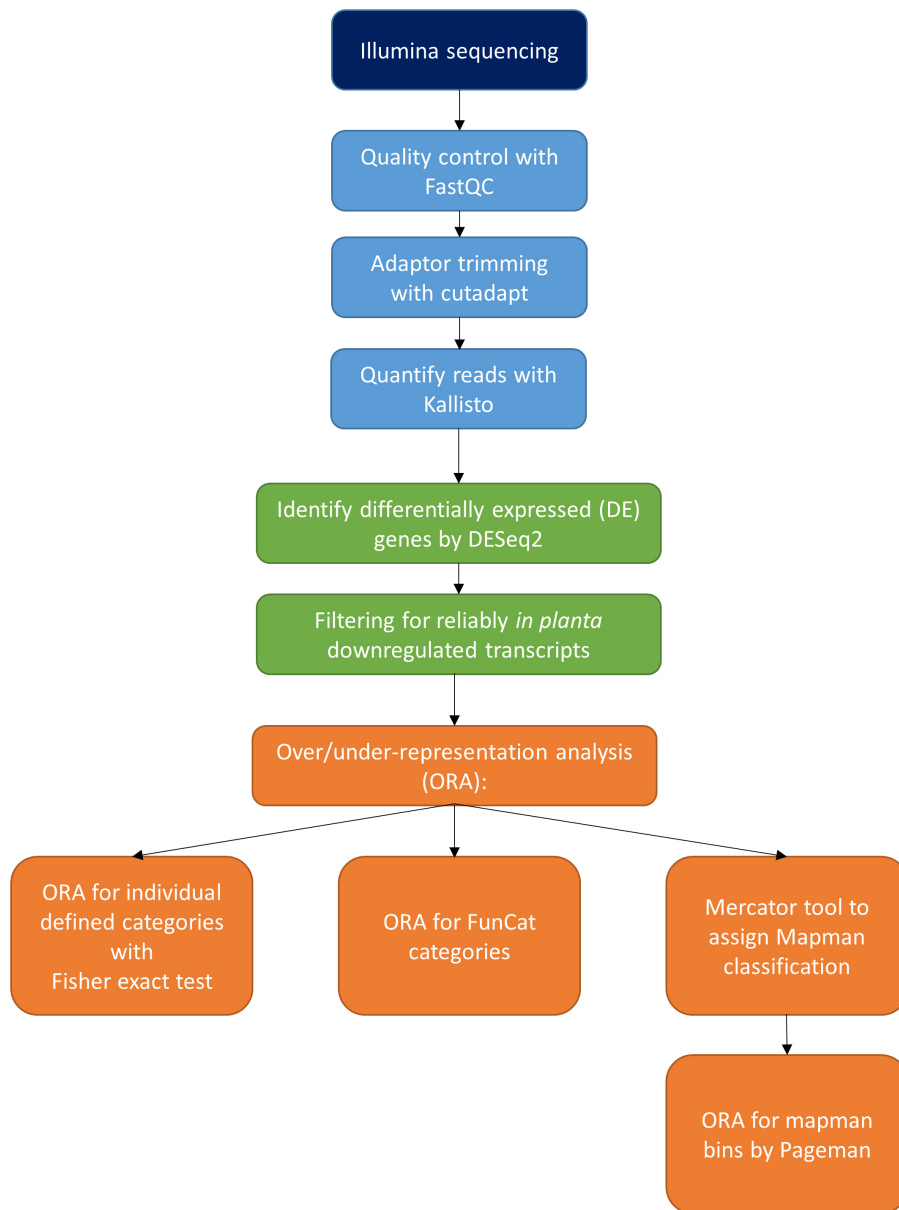 Illumina sequencing
Quality control with
FastQC
Adaptor trimming
with cutadapt
Quantify reads with
Kallisto
Identify differentially expressed (DE)
genes by DESeq2
Filtering for reliably in planta
downregulated transcripts
Over/under-representation analysis
(ORA):
ORA for individual
defined categories
with
Fisher exact test
ORA for FunCat
categories
Mercator tool to
assign Mapman
classification
ORA for mapman
bins by Pageman